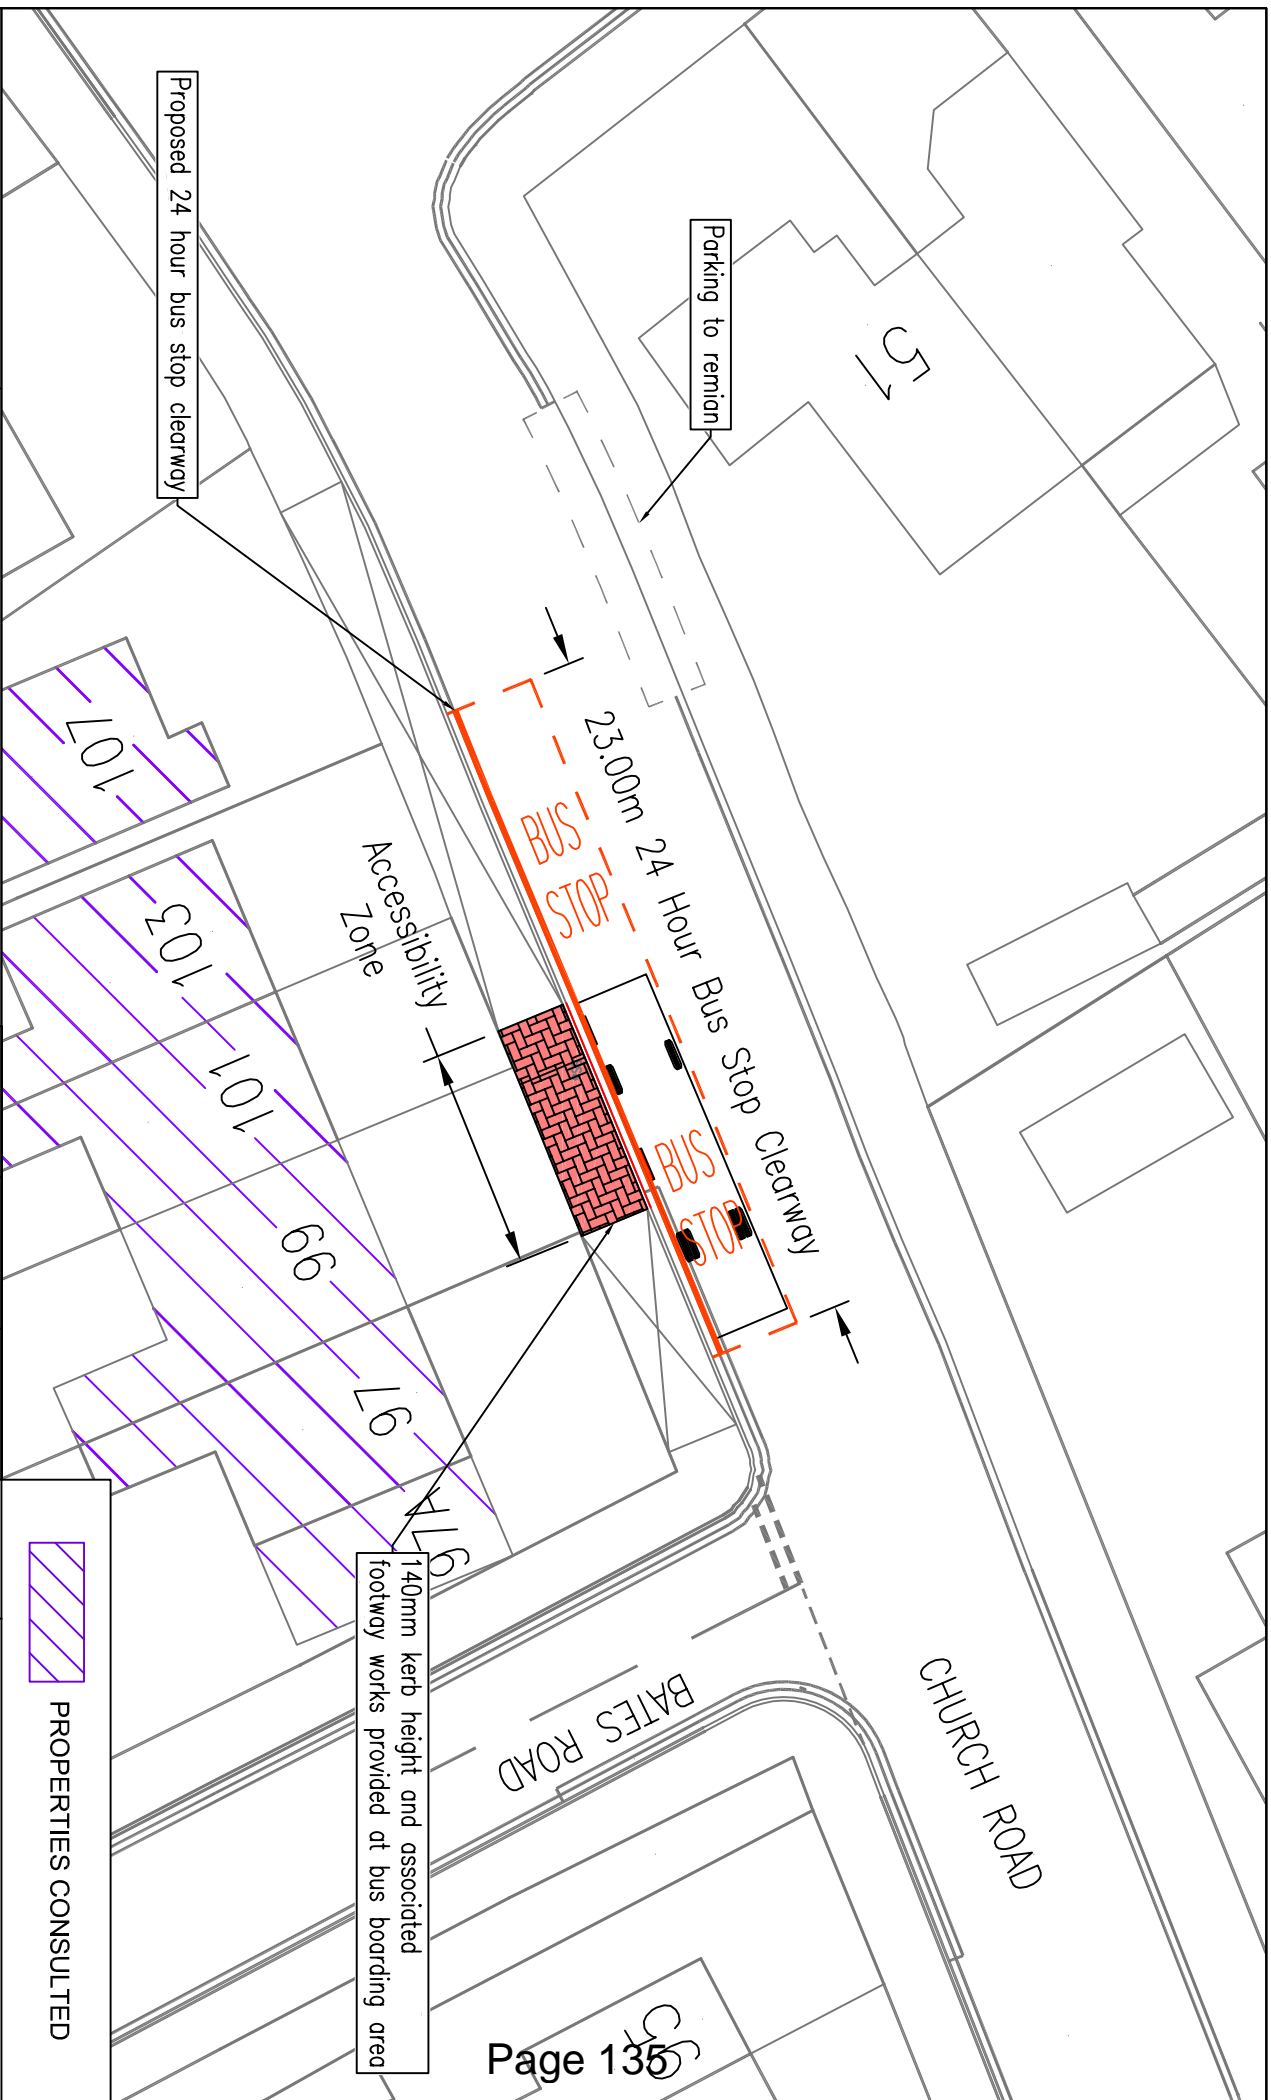 Proposed 24 hour bus stop clearway
Parking to remian
51
23.00m 24 Hour Bus Stop Clearway
BUS
STOP
BUS
STOP
Accessibility
Zone
107
103
101
99
97
97A
140mm kerb height and associated
footway works provided at bus boarding area
CHURCH ROAD
BATES ROAD
95
PROPERTIES CONSULTED
Page 135